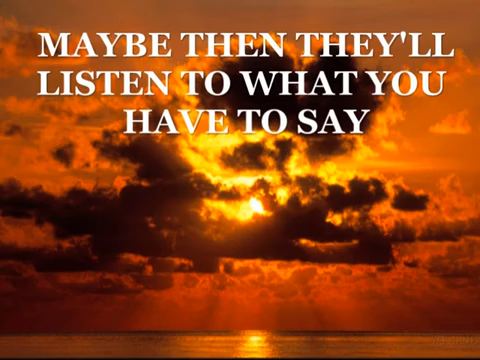 MAYBE THEN THEY'LL
LISTEN TO WHAT YOU
HAVE TO SAY